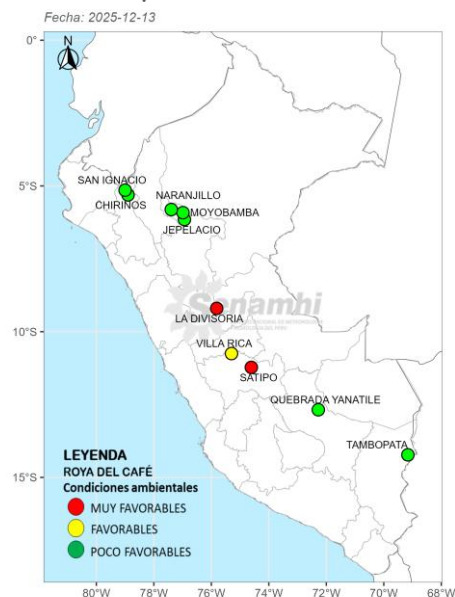 Fecha: 2025-12-13
N
0°
5°S
10°S
15°S
SAN IGNACIO
CHIRINOS
NARANJILLO
MOYOBAMBA
JEPELACIO
Senamhi
LA DIVISORIA
VILLA RICA
SATIPO
QUEBRADA YANATILE
TAMBOPATA
LEYENDA
ROYA DEL CAFÉ
Condiciones ambientales
MUY FAVORABLES
FAVORABLES
POCO FAVORABLES
80°W 78°W 76°W 74°W 72°W 70°W 68°W